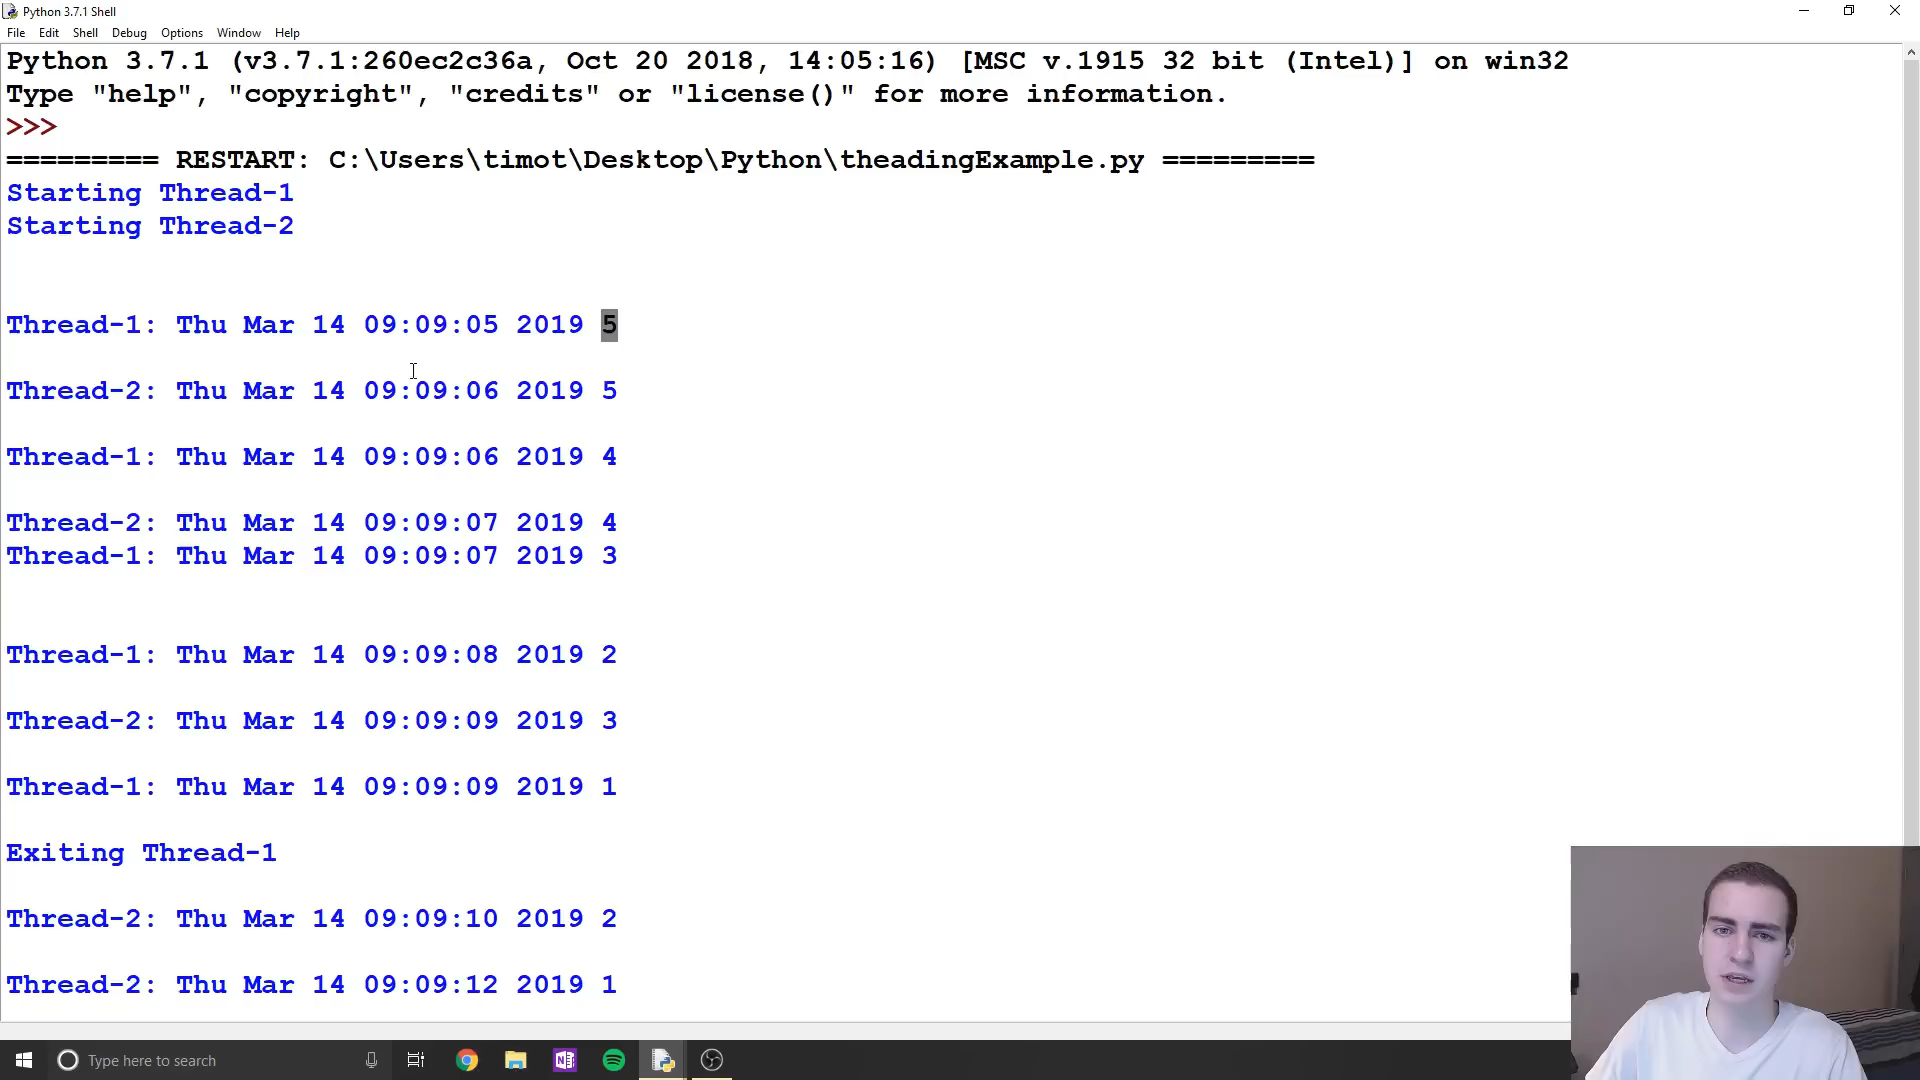 Python 3.7.1 Shell
File Edit Shell Debug Options Window Help
Python 3.7.1 (v3.7.1:260ec2c36a, Oct 20 2018, 14:05:16) [MSC v.1915 32 bit (Intel)] on win32
Type "help", "copyright", "credits" or "license()" for more information.
>>>
========= RESTART: C:\Users\timot\Desktop\Python\theadingExample.py =========
Starting Thread-1
Starting Thread-2
Thread-1: Thu Mar 14 09:09:05 2019 5
Thread-2: Thu Mar 14 09:09:06 2019 5
Thread-1: Thu Mar 14 09:09:06 2019 4
Thread-2: Thu Mar 14 09:09:07 2019 4
Thread-1: Thu Mar 14 09:09:07 2019 3
Thread-1: Thu Mar 14 09:09:08 2019 2
Thread-2: Thu Mar 14 09:09:09 2019 3
Thread-1: Thu Mar 14 09:09:09 2019 1
Exiting Thread-1
Thread-2: Thu Mar 14 09:09:10 2019 2
Thread-2: Thu Mar 14 09:09:12 2019 1
Type here to search